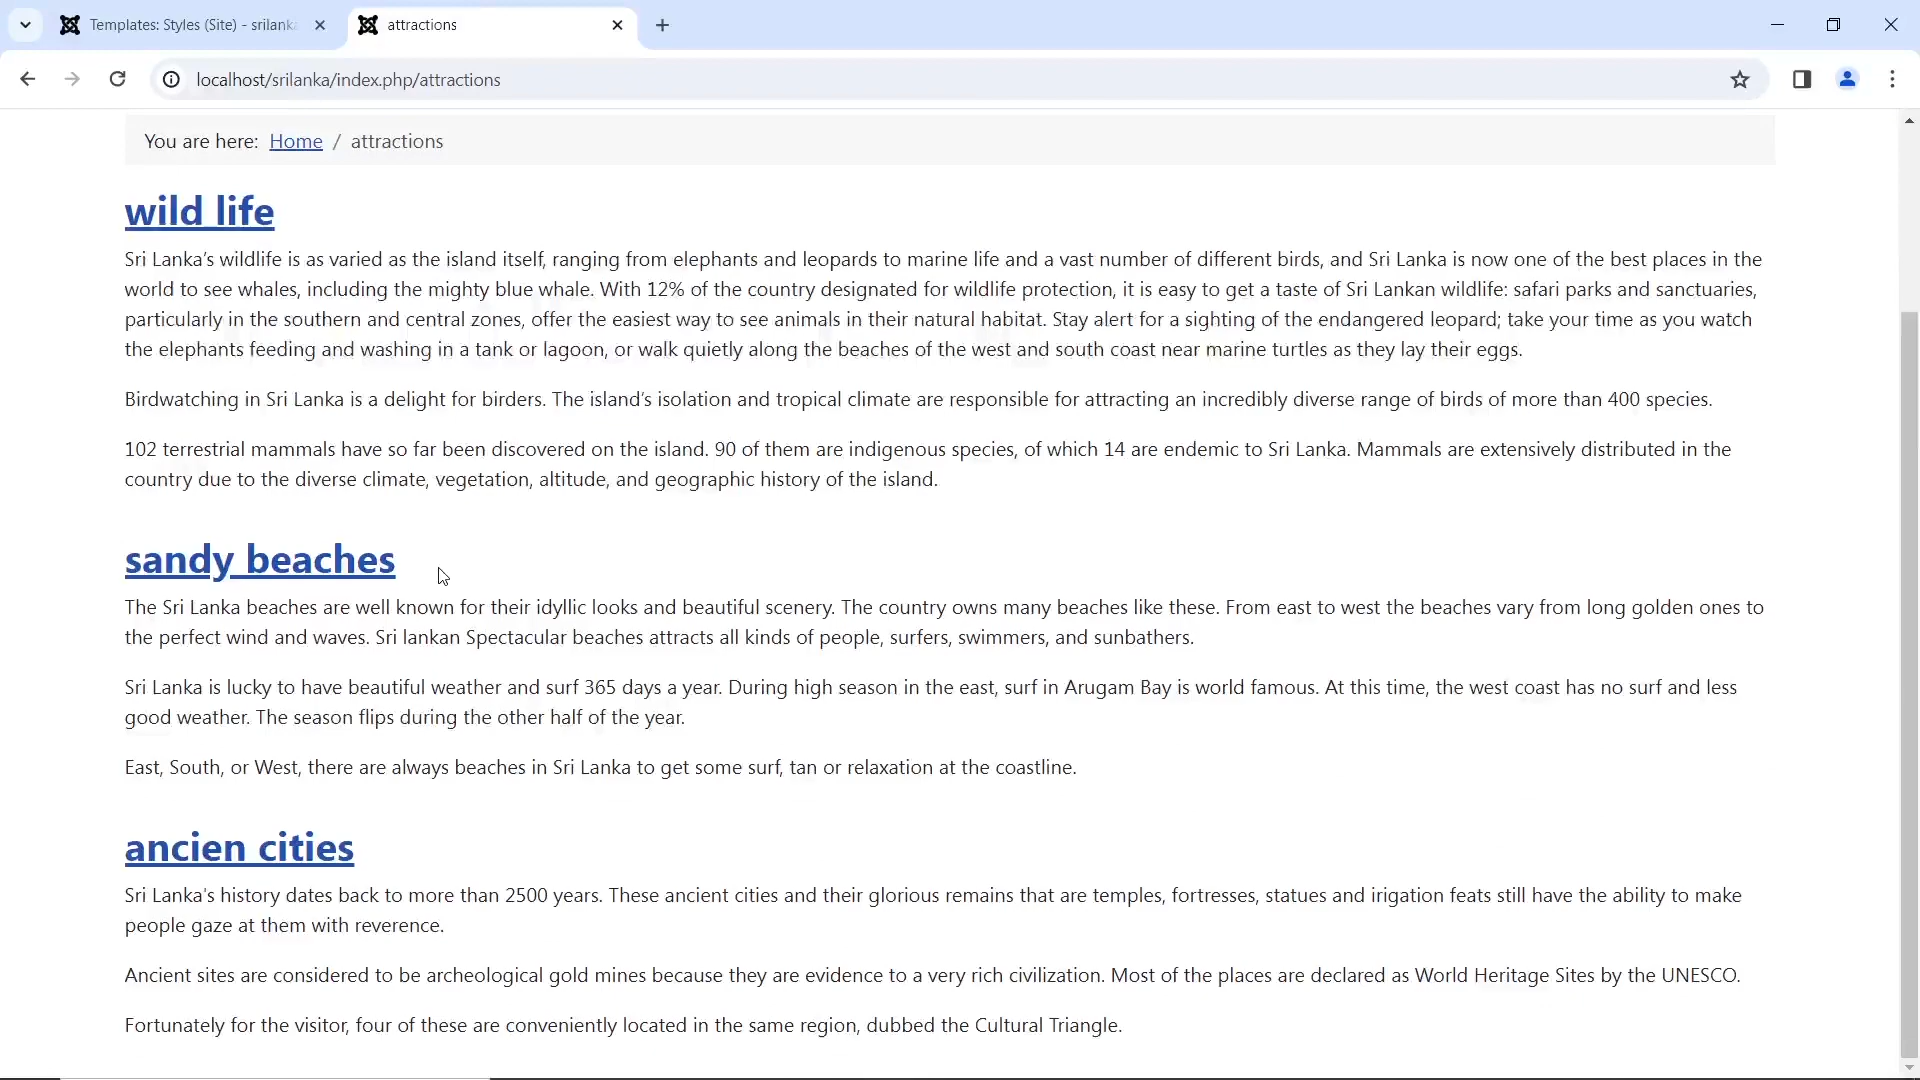 Templates: Styles (Site) - srilanka
attractions
localhost/srilanka/index.php/attractions
You are here: Home / attractions
wild life
Sri Lanka's wildlife is as varied as the island itself, ranging from elephants and leopards to marine life and a vast number of different birds, and Sri Lanka is now one of the best places in the
world to see whales, including the mighty blue whale. With 12% of the country designated for wildlife protection, it is easy to get a taste of Sri Lankan wildlife: safari parks and sanctuaries,
particularly in the southern and central zones, offer the easiest way to see animals in their natural habitat. Stay alert for a sighting of the endangered leopard; take your time as you watch
the elephants feeding and washing in a tank or lagoon, or walk quietly along the beaches of the west and south coast near marine turtles as they lay their eggs.
Birdwatching in Sri Lanka is a delight for birders. The island's isolation and tropical climate are responsible for attracting an incredibly diverse range of birds of more than 400 species.
102 terrestrial mammals have so far been discovered on the island. 90 of them are indigenous species, of which 14 are endemic to Sri Lanka. Mammals are extensively distributed in the
country due to the diverse climate, vegetation, altitude, and geographic history of the island.
sandy beaches
The Sri Lanka beaches are well known for their idyllic looks and beautiful scenery. The country owns many beaches like these. From east to west the beaches vary from long golden ones to
the perfect wind and waves. Sri lankan Spectacular beaches attracts all kinds of people, surfers, swimmers, and sunbathers.
Sri Lanka is lucky to have beautiful weather and surf 365 days a year. During high season in the east, surf in Arugam Bay is world famous. At this time, the west coast has no surf and less
good weather. The season flips during the other half of the year.
East, South, or West, there are always beaches in Sri Lanka to get some surf, tan or relaxation at the coastline.
ancien cities
Sri Lanka's history dates back to more than 2500 years. These ancient cities and their glorious remains that are temples, fortresses, statues and irigation feats still have the ability to make
people gaze at them with reverence.
Ancient sites are considered to be archeological gold mines because they are evidence to a very rich civilization. Most of the places are declared as World Heritage Sites by the UNESCO.
Fortunately for the visitor, four of these are conveniently located in the same region, dubbed the Cultural Triangle.